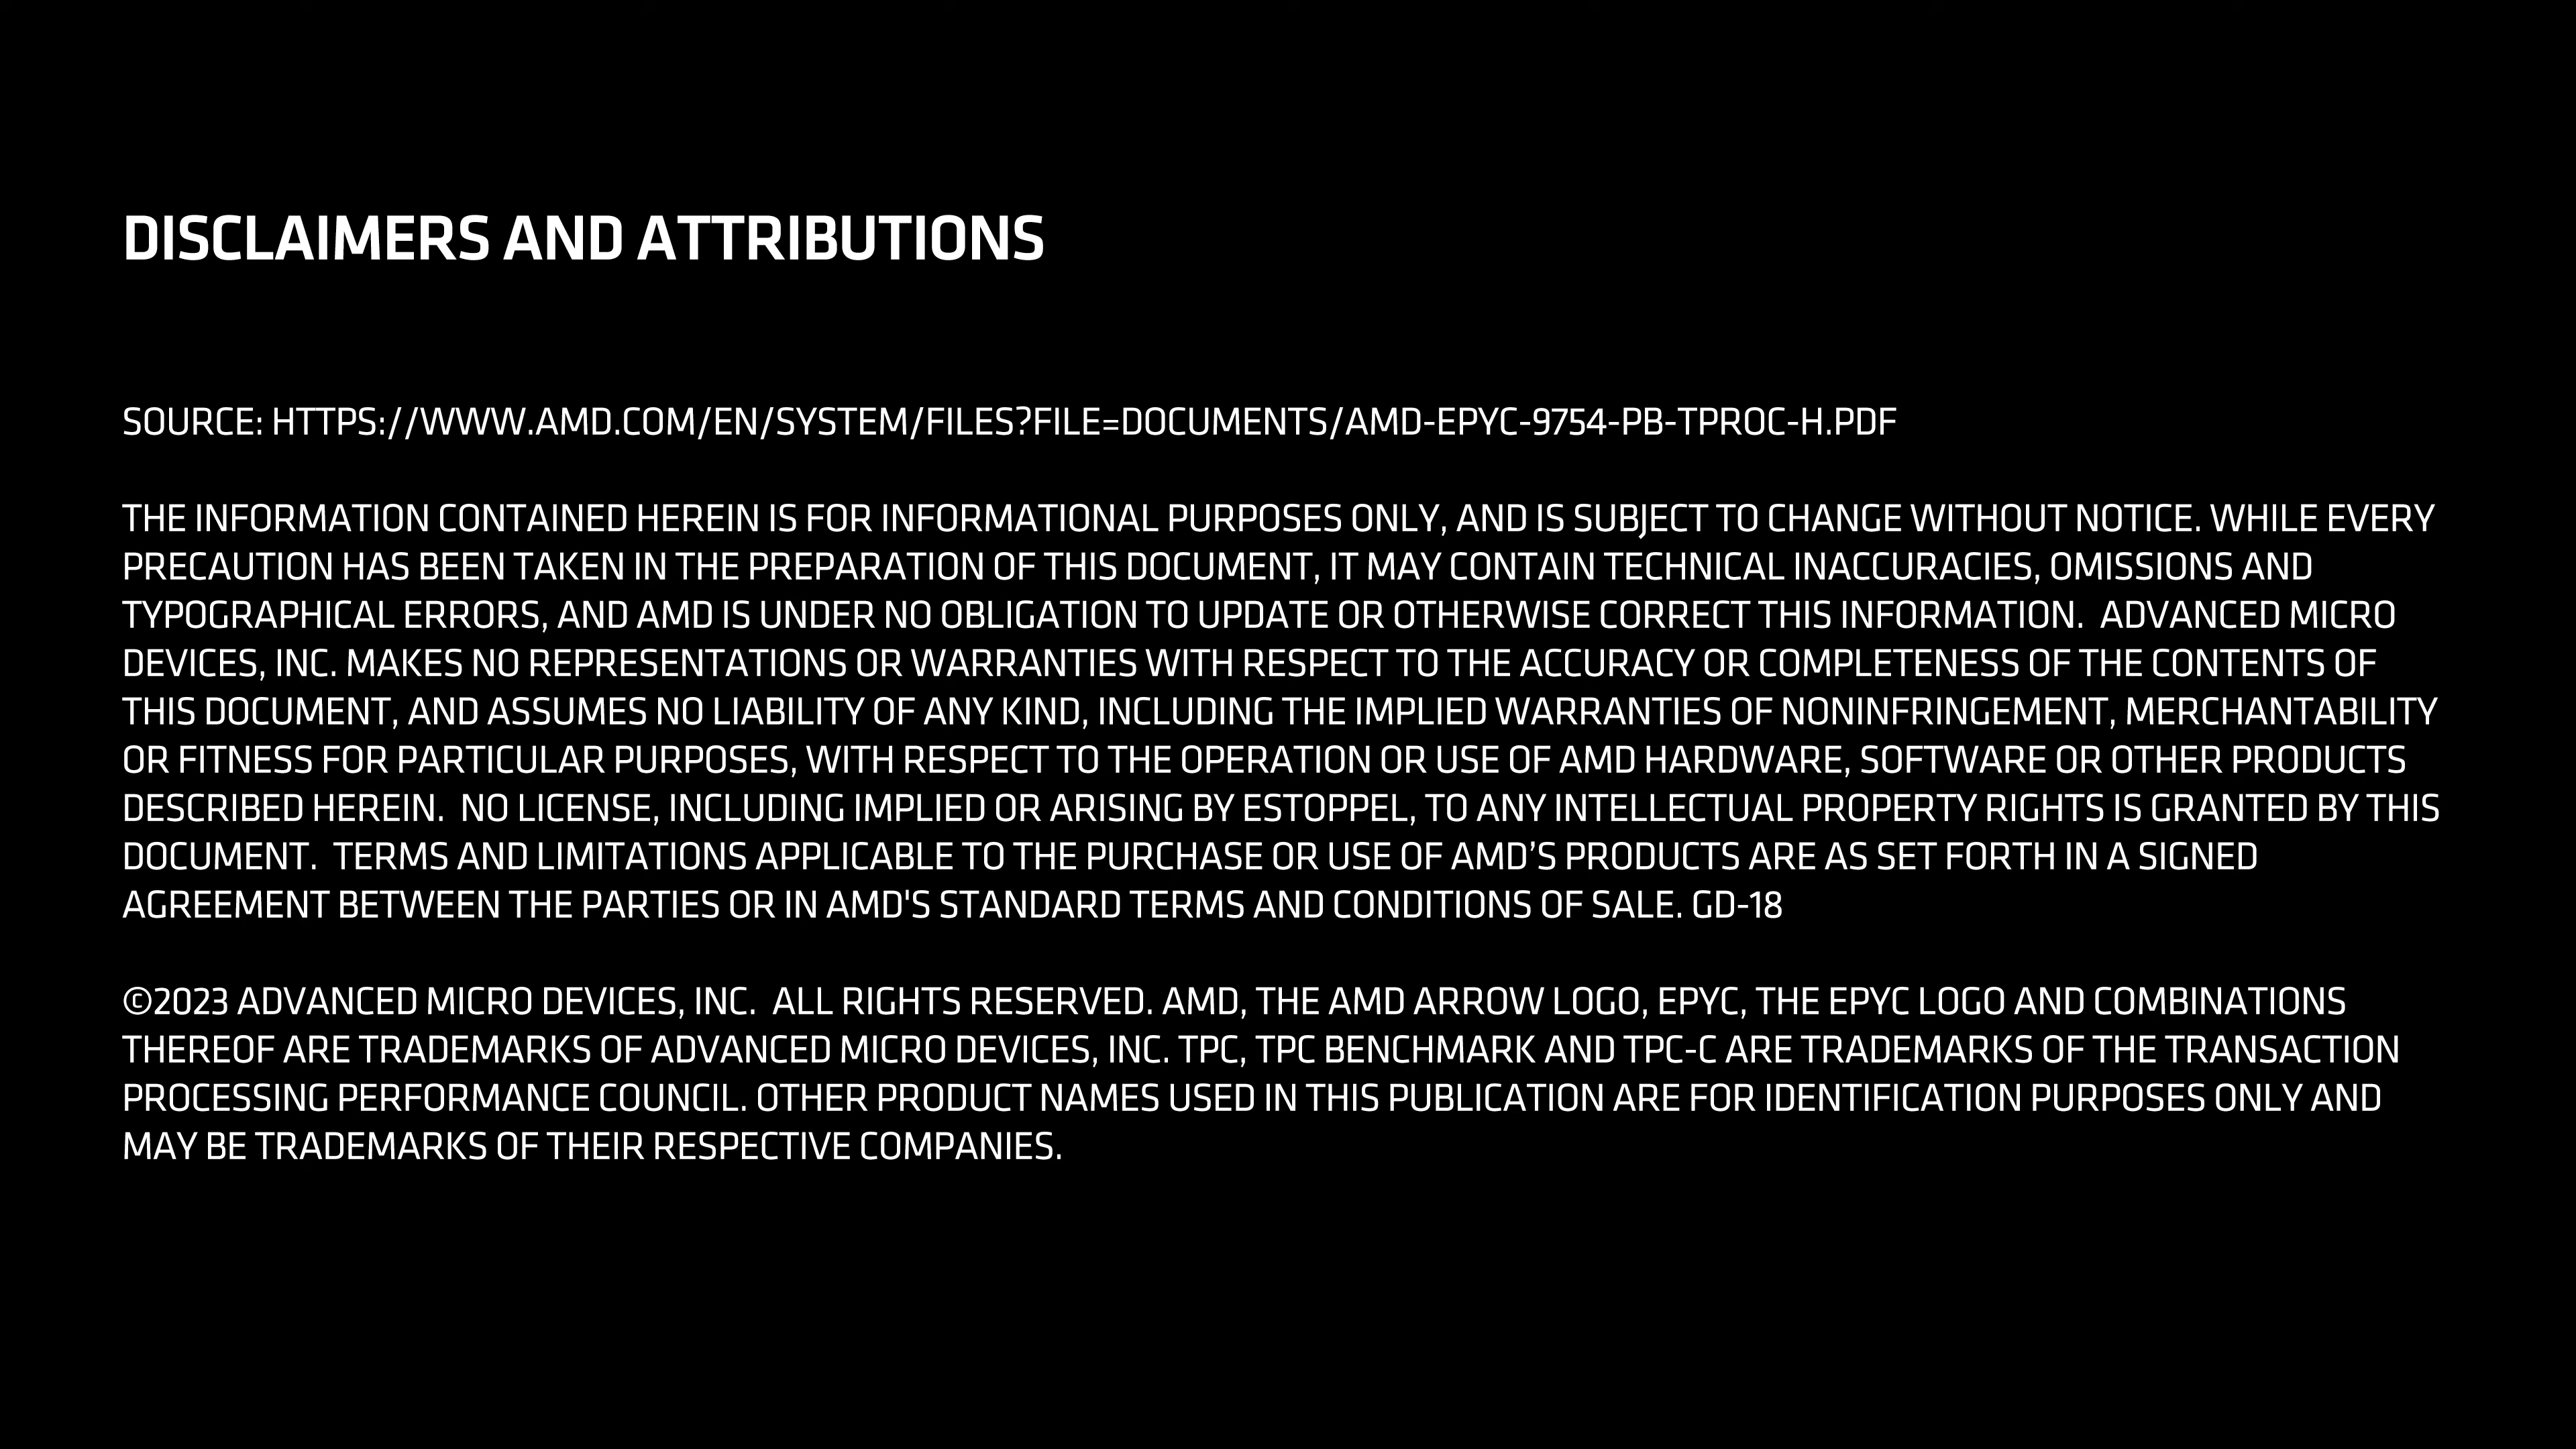 DISCLAIMERS AND ATTRIBUTIONS
SOURCE: HTTPS://WWW.AMD.COM/EN/SYSTEM/FILES?FILE=DOCUMENTS/AMD-EPYC-9754-PB-TPROC-H.PDF
THE INFORMATION CONTAINED HEREIN IS FOR INFORMATIONAL PURPOSES ONLY, AND IS SUBJECT TO CHANGE WITHOUT NOTICE. WHILE EVERY
PRECAUTION HAS BEEN TAKEN IN THE PREPARATION OF THIS DOCUMENT, IT MAY CONTAIN TECHNICAL INACCURACIES, OMISSIONS AND
TYPOGRAPHICAL ERRORS, AND AMD IS UNDER NO OBLIGATION TO UPDATE OR OTHERWISE CORRECT THIS INFORMATION.  ADVANCED MICRO
DEVICES, INC. MAKES NO REPRESENTATIONS OR WARRANTIES WITH RESPECT TO THE ACCURACY OR COMPLETENESS OF THE CONTENTS OF
THIS DOCUMENT, AND ASSUMES NO LIABILITY OF ANY KIND, INCLUDING THE IMPLIED WARRANTIES OF NONINFRINGEMENT, MERCHANTABILITY
OR FITNESS FOR PARTICULAR PURPOSES, WITH RESPECT TO THE OPERATION OR USE OF AMD HARDWARE, SOFTWARE OR OTHER PRODUCTS
DESCRIBED HEREIN.  NO LICENSE, INCLUDING IMPLIED OR ARISING BY ESTOPPEL, TO ANY INTELLECTUAL PROPERTY RIGHTS IS GRANTED BY THIS
DOCUMENT.  TERMS AND LIMITATIONS APPLICABLE TO THE PURCHASE OR USE OF AMD’S PRODUCTS ARE AS SET FORTH IN A SIGNED
AGREEMENT BETWEEN THE PARTIES OR IN AMD'S STANDARD TERMS AND CONDITIONS OF SALE. GD-18
©2023 ADVANCED MICRO DEVICES, INC.  ALL RIGHTS RESERVED. AMD, THE AMD ARROW LOGO, EPYC, THE EPYC LOGO AND COMBINATIONS
THEREOF ARE TRADEMARKS OF ADVANCED MICRO DEVICES, INC. TPC, TPC BENCHMARK AND TPC-C ARE TRADEMARKS OF THE TRANSACTION
PROCESSING PERFORMANCE COUNCIL. OTHER PRODUCT NAMES USED IN THIS PUBLICATION ARE FOR IDENTIFICATION PURPOSES ONLY AND
MAY BE TRADEMARKS OF THEIR RESPECTIVE COMPANIES.